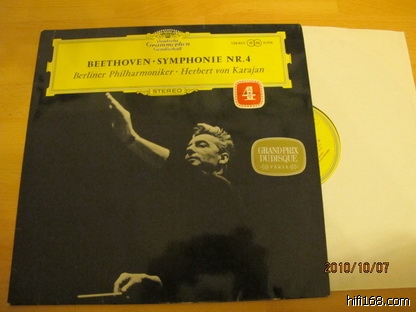 Deutsche
Grammophon
Gesellschaft
BEETHOVEN · SYMPHONIE NR. 4
Berliner Philharmoniker · Herbert von Karajan
STEREO
4
GRAND PRIX
DU DISQUE
PARIS
2010/10/07
hifi168.com